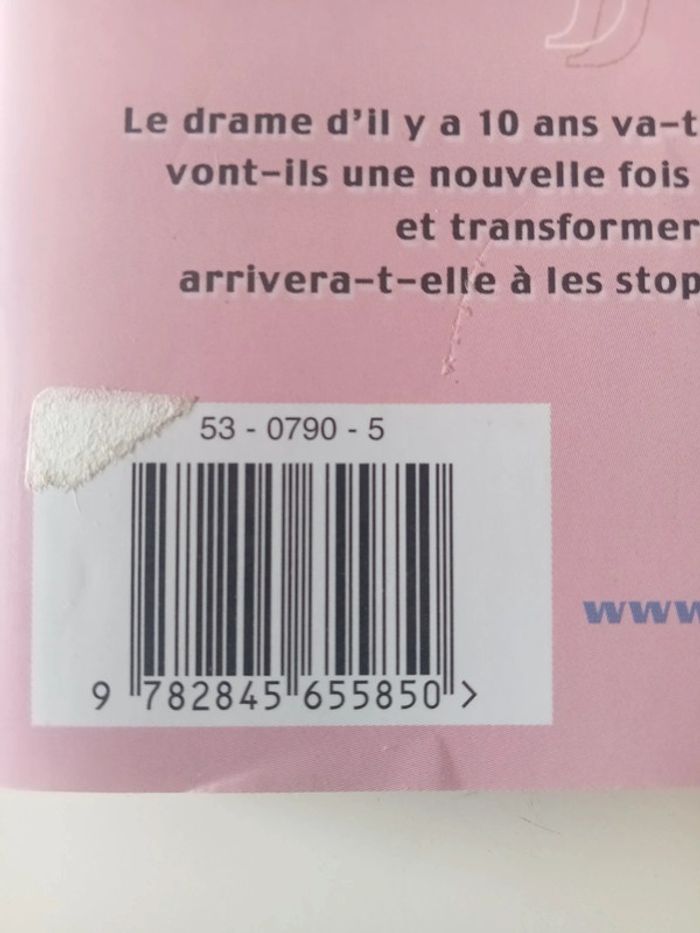 Le drame d'il y a 10 ans va-t
vont-ils une nouvelle fois
et transformer
arrivera-t-elle à les stop
53 - 0790 - 5
www
9 782845 655850 >